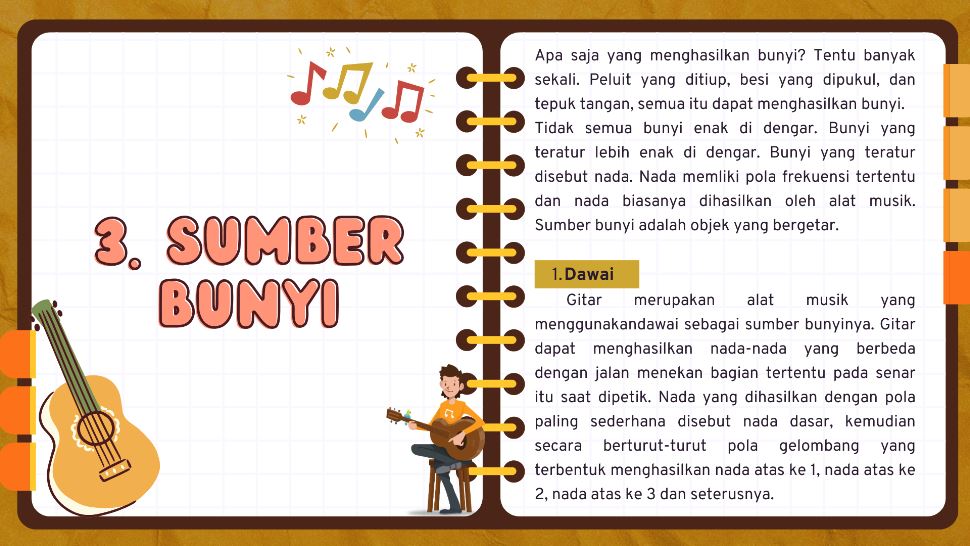 3. SUMBER
BUNYI
Apa saja yang menghasilkan bunyi? Tentu banyak
sekali. Peluit yang ditiup, besi yang dipukul, dan
tepuk tangan, semua itu dapat menghasilkan bunyi.
Tidak semua bunyi enak di dengar. Bunyi yang
teratur lebih enak di dengar. Bunyi yang teratur
disebut nada. Nada memliki pola frekuensi tertentu
dan nada biasanya dihasilkan oleh alat musik.
Sumber bunyi adalah objek yang bergetar.
1. Dawai
Gitar merupakan alat musik yang
menggunakandawai sebagai sumber bunyinya. Gitar
dapat menghasilkan nada-nada yang berbeda
dengan jalan menekan bagian tertentu pada senar
itu saat dipetik. Nada yang dihasilkan dengan pola
paling sederhana disebut nada dasar, kemudian
secara berturut-turut pola gelombang yang
terbentuk menghasilkan nada atas ke 1, nada atas ke
2, nada atas ke 3 dan seterusnya.